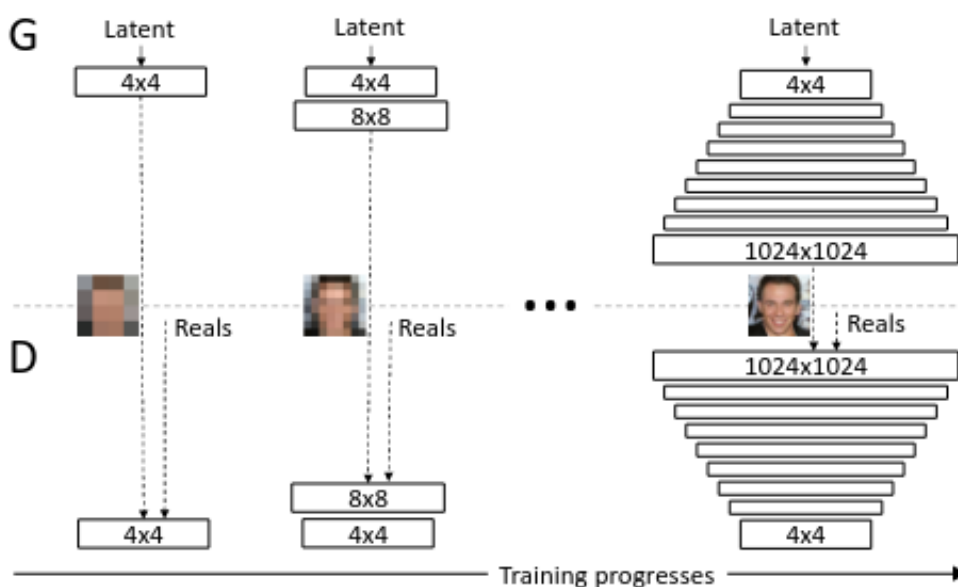 G
Latent
Latent
Latent
4x4
4x4
4x4
8x8
1024x1024
Reals
Reals
Reals
D
1024x1024
8x8
4x4
4x4
4x4
Training progresses